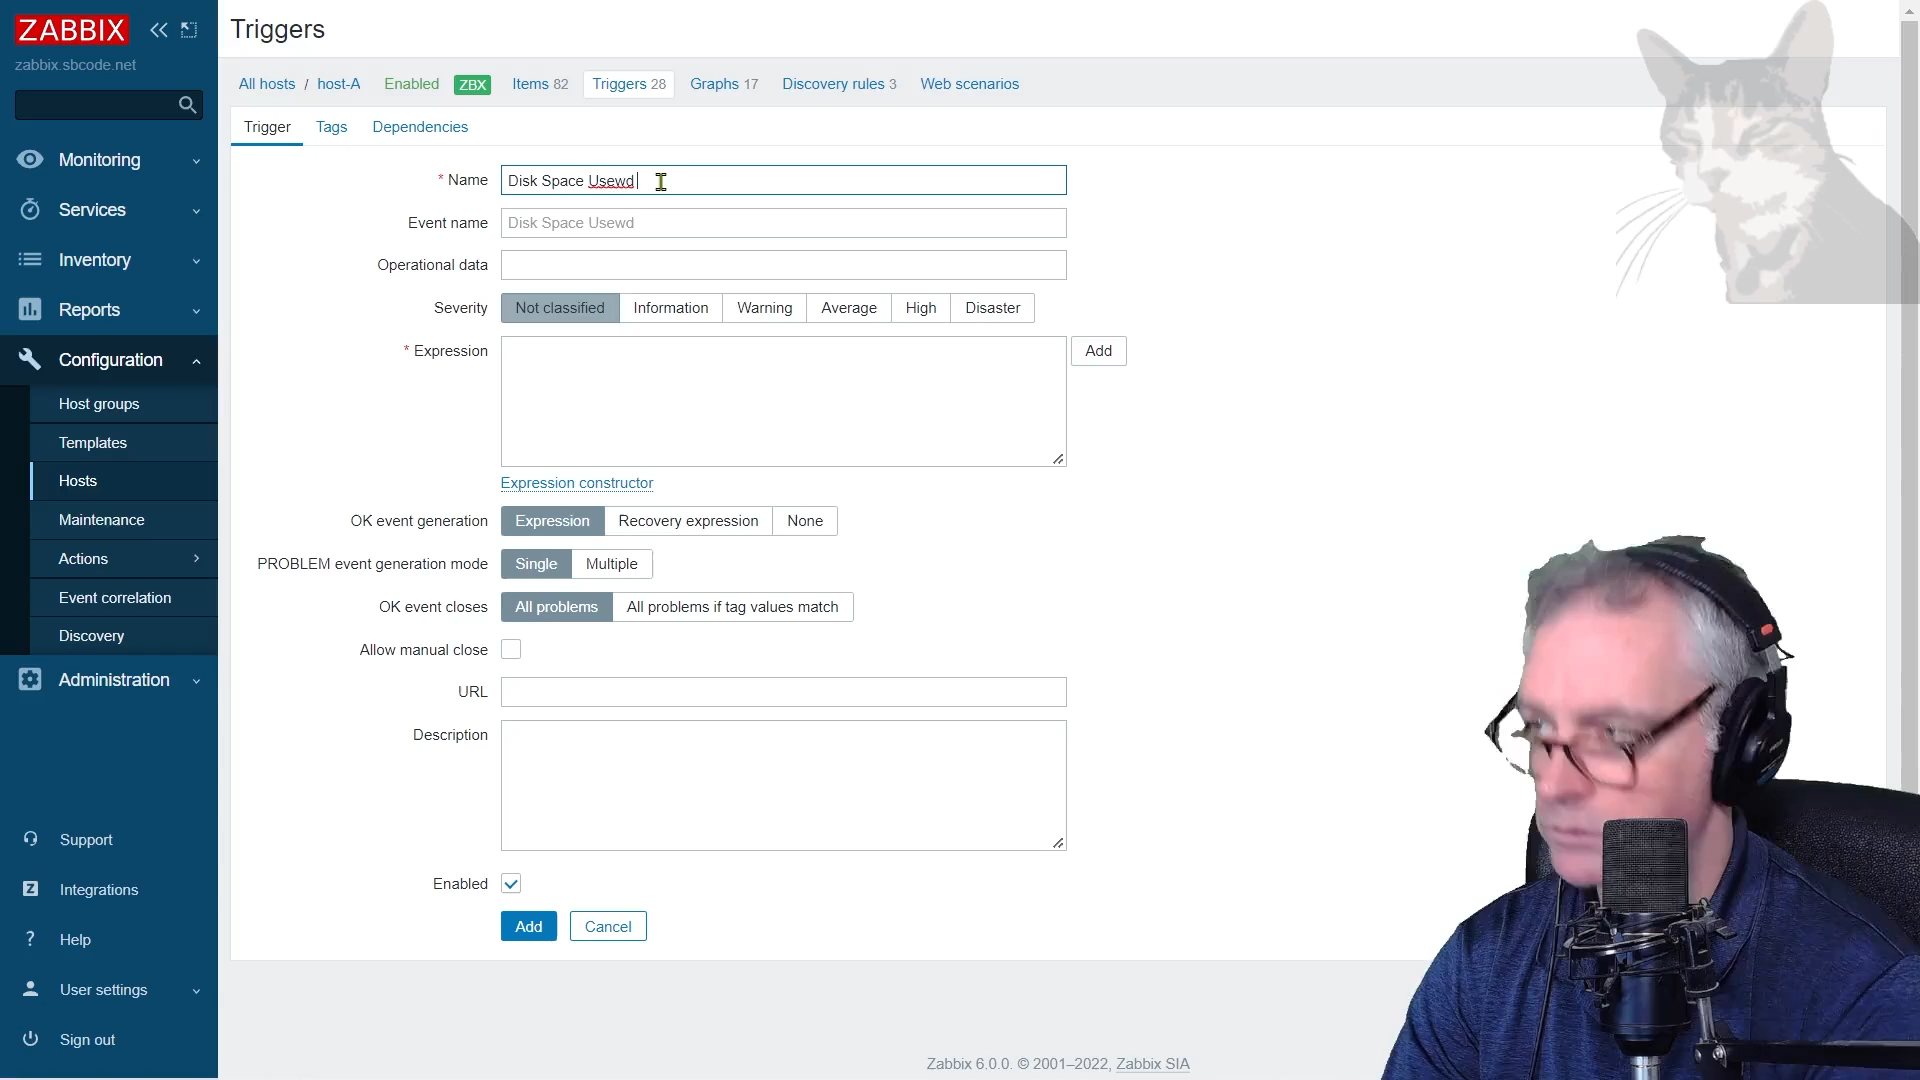 ZABBIX
zabbix.sbcode.net
Monitoring
Services
Inventory
Reports
Configuration
Host groups
Templates
Hosts
Maintenance
Actions
Event correlation
Discovery
Administration
Support
Integrations
Help
User settings
Sign out
Triggers
All hosts / host-A Enabled ZBX Items 82 Triggers 28 Graphs 17 Discovery rules 3 Web scenarios
Trigger Tags Dependencies
* Name Disk Space Usewd
Event name Disk Space Usewd
Operational data
Severity Not classified Information Warning Average High Disaster
* Expression Add
Expression constructor
OK event generation Expression Recovery expression None
PROBLEM event generation mode Single Multiple
OK event closes All problems All problems if tag values match
Allow manual close
URL
Description
Enabled
Add Cancel
Zabbix 6.0.0. © 2001–2022, Zabbix SIA